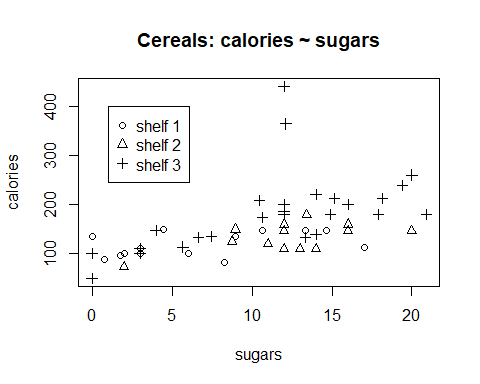 Cereals: calories ~ sugars
calories
400
300
200
100
shelf 1
shelf 2
shelf 3
0 5 10 15 20
sugars